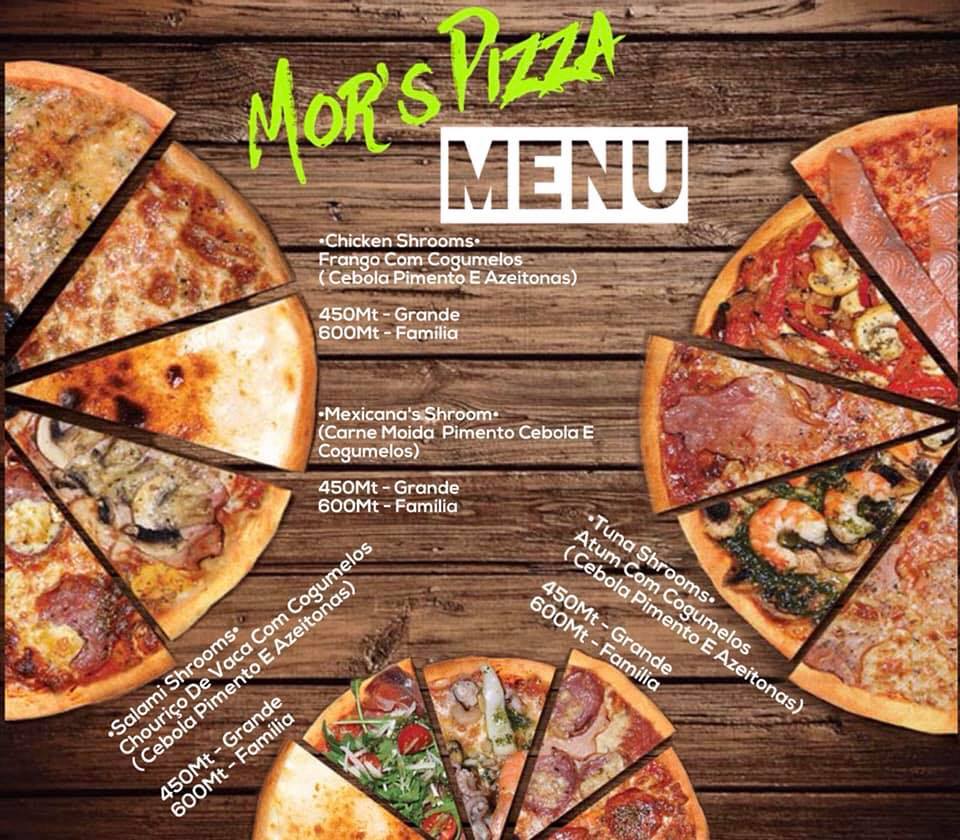 MOR'S PIZZA
MENU
•Chicken Shrooms•
Frango Com Cogumelos
( Cebola Pimento E Azeitonas)
450Mt - Grande
600Mt - Família
•Mexicana's Shroom•
(Carne Moida  Pimento Cebola E
Cogumelos)
450Mt - Grande
600Mt - Família
•Salami Shrooms•
Chouriço De Vaca Com Cogumelos
( Cebola Pimento E Azeitonas)
450Mt - Grande
600Mt - Família
•Tuna Shrooms•
Atum Com Cogumelos
( Cebola Pimento E Azeitonas)
450Mt - Grande
600Mt - Família